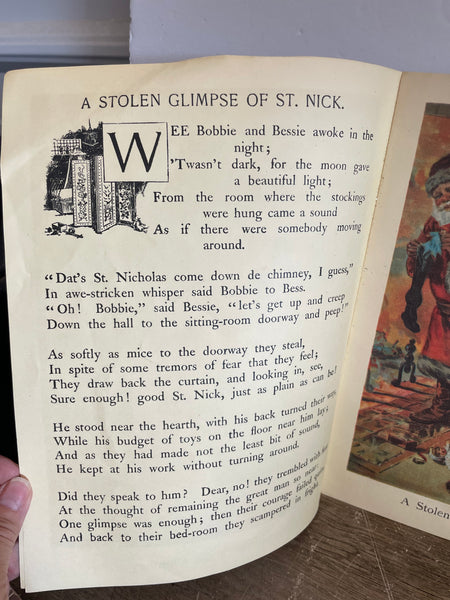 A STOLEN GLIMPSE OF ST. NICK.
WEE Bobbie and Bessie awoke in the
night;
'Twasn't dark, for the moon gave
a beautiful light;
From the room where the stockings
were hung came a sound
As if there were somebody moving
around.
"Dat's St. Nicholas come down de chimney, I guess,"
In awe-stricken whisper said Bobbie to Bess.
"Oh! Bobbie," said Bessie, "let's get up and creep
Down the hall to the sitting-room doorway and peep!"
As softly as mice to the doorway they steal,
In spite of some tremors of fear that they feel;
They draw back the curtain, and looking in, see,
Sure enough! good St. Nick, just as plain as can be!
He stood near the hearth, with his back turned their way,
While his budget of toys on the floor near him lay;
And as they had made not the least bit of sound,
He kept at his work without turning around.
Did they speak to him? Dear, no! they trembled with
At the thought of remaining the great man so near.
One glimpse was enough; then their courage failed
And back to their bed-room they scampered in fright
A Stolen